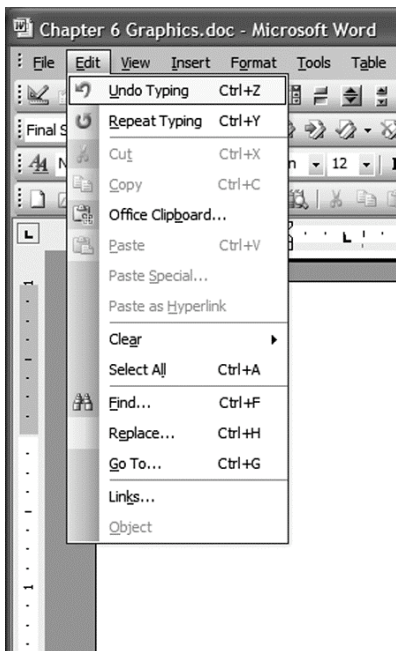 Chapter 6 Graphics.doc - Microsoft Word
File Edit View Insert Format Tools Table
Undo Typing Ctrl+Z
Repeat Typing Ctrl+Y
Cut Ctrl+X
Copy Ctrl+C
Office Clipboard...
Paste Ctrl+V
Paste Special...
Paste as Hyperlink
Clear
Select All Ctrl+A
Find... Ctrl+F
Replace... Ctrl+H
Go To... Ctrl+G
Links...
Object
Final
12
1
1